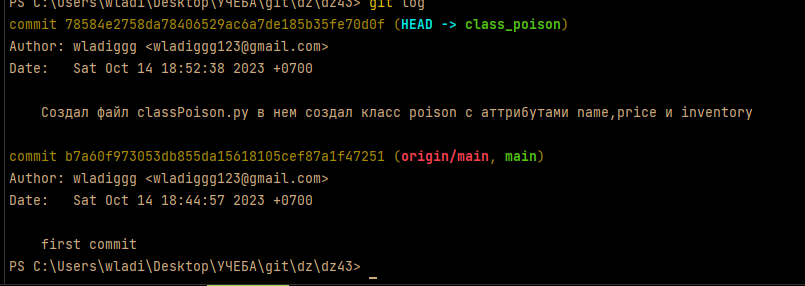 PS C:\Users\wladi\Desktop\УЧЕБА\git\dz\dz43> git log
commit 78584e2758da78406529ac6a7de185b35fe70d0f (HEAD -> class_poison)
Author: wladiggg <wladiggg123@gmail.com>
Date:   Sat Oct 14 18:52:38 2023 +0700
Создал файл classPoison.py в нем создал класс poison с аттрибутами name,price и inventory
commit b7a60f973053db855da15618105cef87a1f47251 (origin/main, main)
Author: wladiggg <wladiggg123@gmail.com>
Date:   Sat Oct 14 18:44:57 2023 +0700
first commit
PS C:\Users\wladi\Desktop\УЧЕБА\git\dz\dz43>